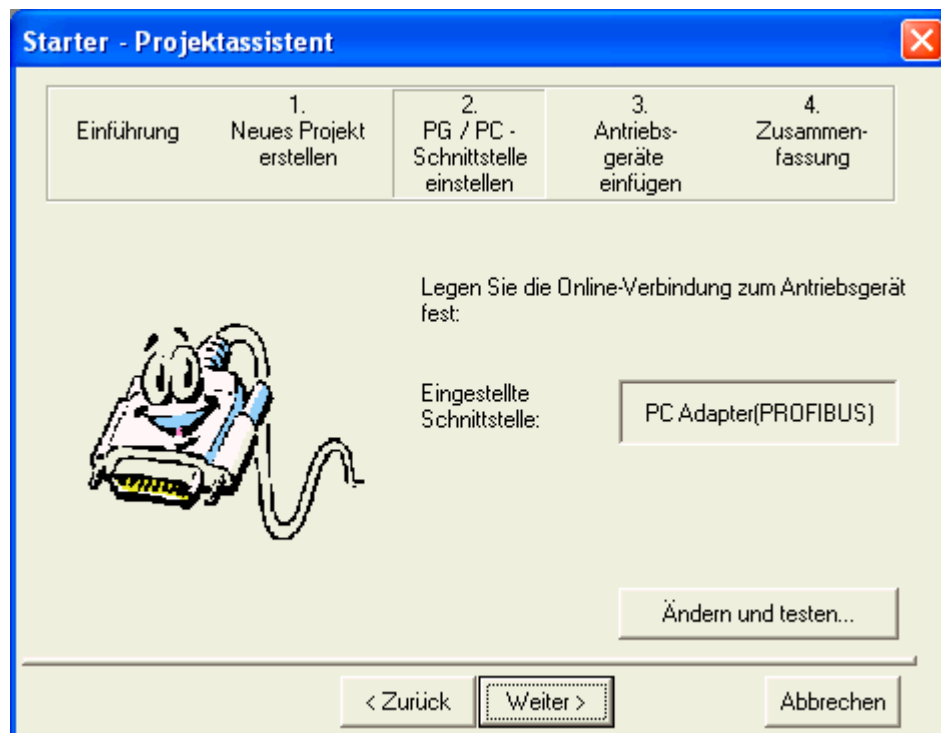 Starter - Projektassistent
Einführung
1.
Neues Projekt
erstellen
2.
PG / PC -
Schnittstelle
einstellen
3.
Antriebs-
geräte
einfügen
4.
Zusammen-
fassung
Legen Sie die Online-Verbindung zum Antriebsgerät
fest:
Eingestellte
Schnittstelle:
PC Adapter(PROFIBUS)
Ändern und testen...
< Zurück
Weiter >
Abbrechen